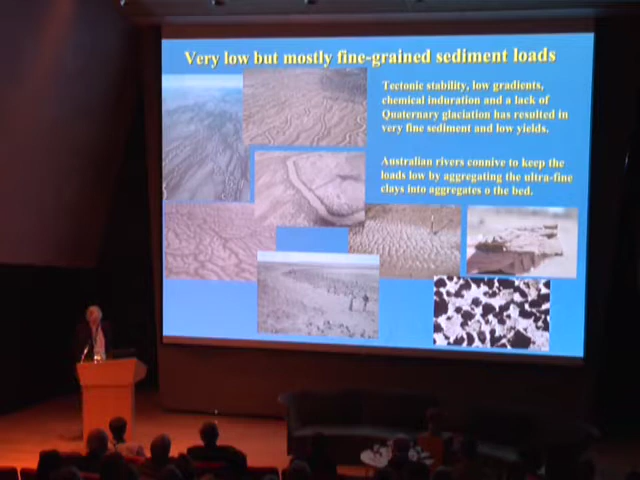 Very low but mostly fine-grained sediment loads
Tectonic stability, low gradients,
chemical induration and a lack of
Quaternary glaciation has resulted in
very fine sediment and low yields.
Australian rivers connive to keep the
loads low by aggregating the ultra-fine
clays into aggregates o the bed.